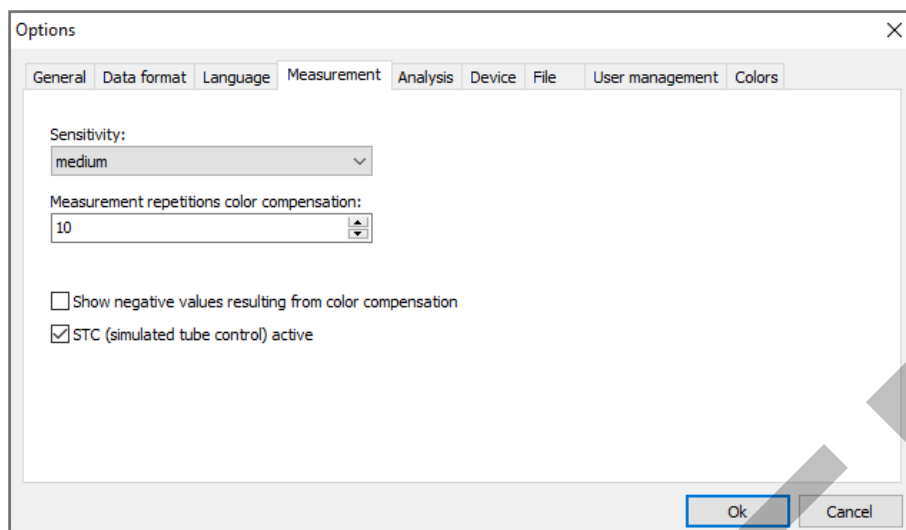 Options
General Data format Language Measurement Analysis Device File User management Colors
Sensitivity:
medium
Measurement repetitions color compensation:
10
Show negative values resulting from color compensation
STC (simulated tube control) active
Ok Cancel